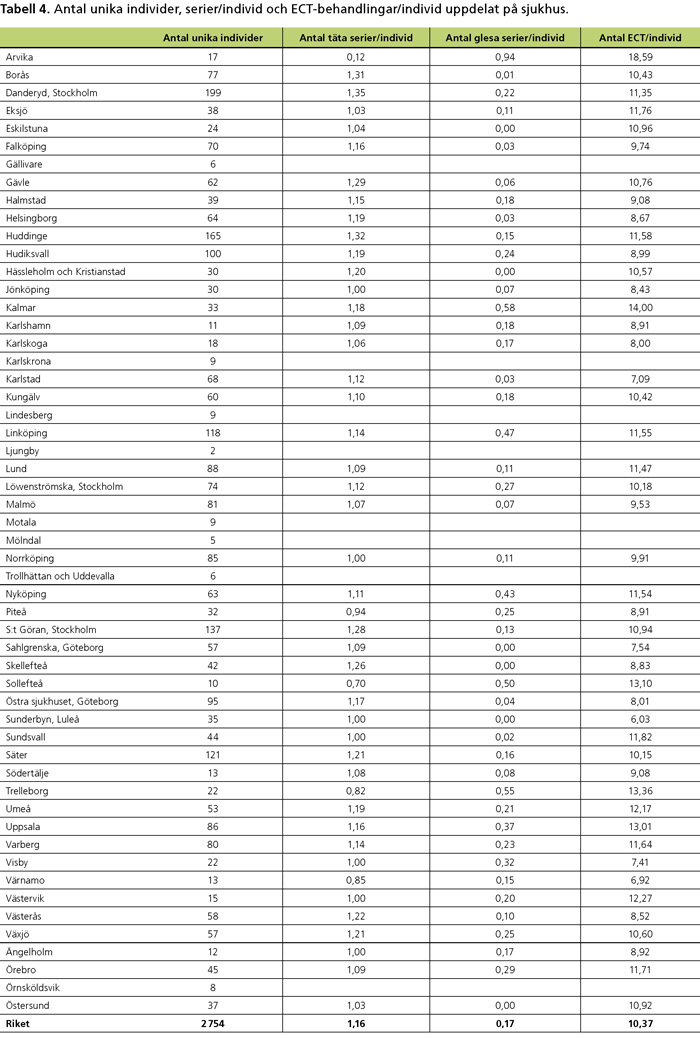 Tabell 4. Antal unika individer, serier/individ och ECT-behandlingar/individ uppdelat på sjukhus.
Antal unika individer Antal täta serier/individ Antal glesa serier/individ Antal ECT/individ
Arvika 17 0,12 0,94 18,59
Borås 77 1,31 0,01 10,43
Danderyd, Stockholm 199 1,35 0,22 11,35
Eksjö 38 1,03 0,11 11,76
Eskilstuna 24 1,04 0,00 10,96
Falköping 70 1,16 0,03 9,74
Gällivare 6
Gävle 62 1,29 0,06 10,76
Halmstad 39 1,15 0,18 9,08
Helsingborg 64 1,19 0,03 8,67
Huddinge 165 1,32 0,15 11,58
Hudiksvall 100 1,19 0,24 8,99
Hässleholm och Kristianstad 30 1,20 0,00 10,57
Jönköping 30 1,00 0,07 8,43
Kalmar 33 1,18 0,58 14,00
Karlshamn 11 1,09 0,18 8,91
Karlskoga 18 1,06 0,17 8,00
Karlskrona 9
Karlstad 68 1,12 0,03 7,09
Kungälv 60 1,10 0,18 10,42
Lindesberg 9
Linköping 118 1,14 0,47 11,55
Ljungby 2
Lund 88 1,09 0,11 11,47
Löwenströmska, Stockholm 74 1,12 0,27 10,18
Malmö 81 1,07 0,07 9,53
Motala 9
Mölndal 5
Norrköping 85 1,00 0,11 9,91
Trollhättan och Uddevalla 6
Nyköping 63 1,11 0,43 11,54
Piteå 32 0,94 0,25 8,91
S:t Göran, Stockholm 137 1,28 0,13 10,94
Sahlgrenska, Göteborg 57 1,09 0,00 7,54
Skellefteå 42 1,26 0,00 8,83
Sollefteå 10 0,70 0,50 13,10
Östra sjukhuset, Göteborg 95 1,17 0,04 8,01
Sunderbyn, Luleå 35 1,00 0,00 6,03
Sundsvall 44 1,00 0,02 11,82
Säter 121 1,21 0,16 10,15
Södertälje 13 1,08 0,08 9,08
Trelleborg 22 0,82 0,55 13,36
Umeå 53 1,19 0,21 12,17
Uppsala 86 1,16 0,37 13,01
Varberg 80 1,14 0,23 11,64
Visby 22 1,00 0,32 7,41
Värnamo 13 0,85 0,15 6,92
Västervik 15 1,00 0,20 12,27
Västerås 58 1,22 0,10 8,52
Växjö 57 1,21 0,25 10,60
Ängelholm 12 1,00 0,17 8,92
Örebro 45 1,09 0,29 11,71
Örnsköldsvik 8
Östersund 37 1,03 0,00 10,92
Riket 2 754 1,16 0,17 10,37